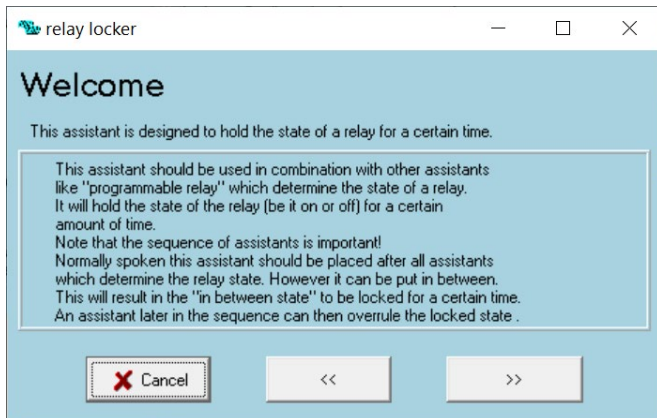 relay locker
Welcome
This assistant is designed to hold the state of a relay for a certain time.
This assistant should be used in combination with other assistants
like "programmable relay" which determine the state of a relay.
It will hold the state of the relay (be it on or off) for a certain
amount of time.
Note that the sequence of assistants is important!
Normally spoken this assistant should be placed after all assistants
which determine the relay state. However it can be put in between.
This will result in the "in between state" to be locked for a certain time.
An assistant later in the sequence can then overrule the locked state .
Cancel << >>